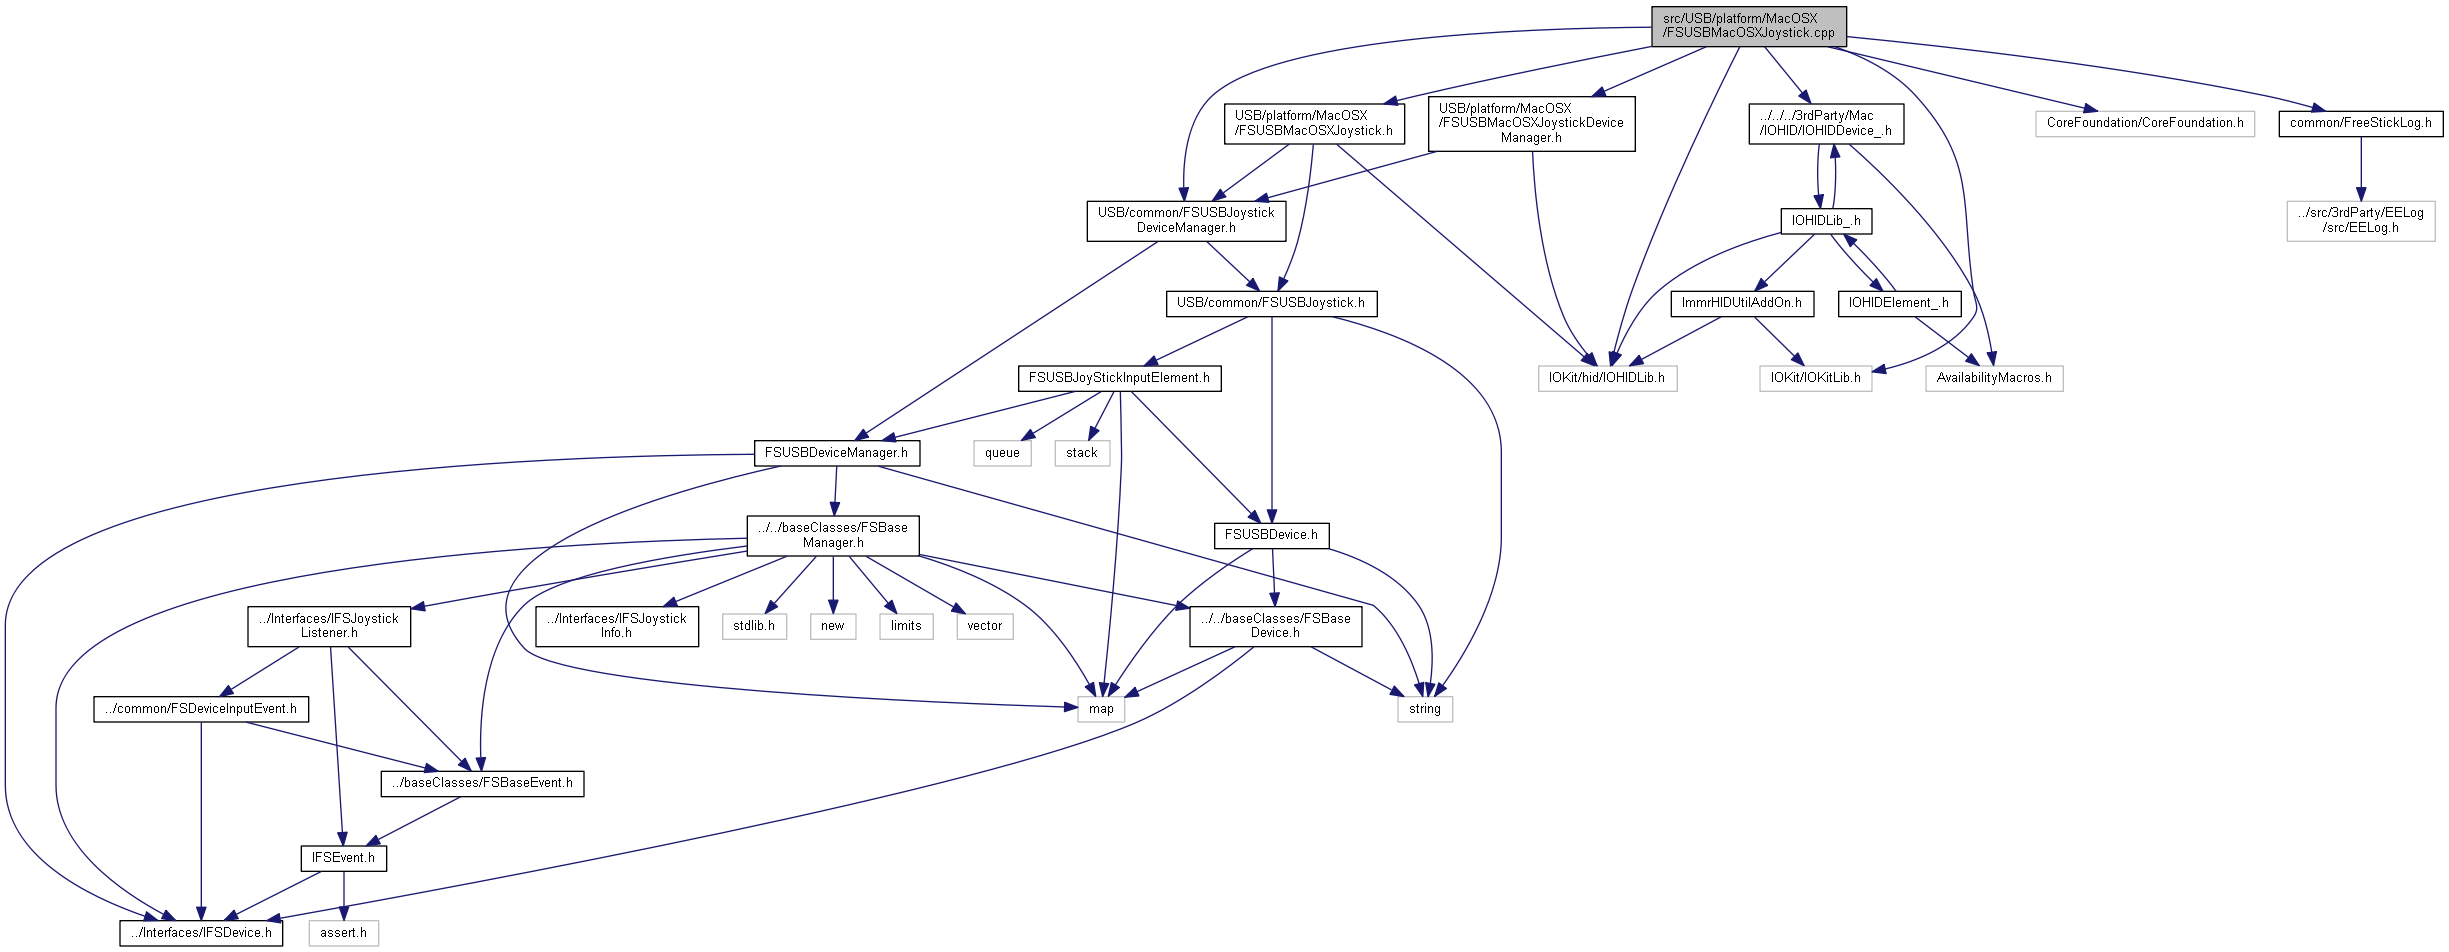 src/USB/platform/MacOSX
/FSUSBMacOSXJoystick.cpp
USB/platform/MacOSX
/FSUSBMacOSXJoystick.h
USB/platform/MacOSX
/FSUSBMacOSXJoystickDevice
Manager.h
../../../3rdParty/Mac
/IOHID/IOHIDDevice_.h
CoreFoundation/CoreFoundation.h
common/FreeStickLog.h
USB/common/FSUSBJoystick
DeviceManager.h
IOHIDLib_.h
../src/3rdParty/EELog
/src/EELog.h
USB/common/FSUSBJoystick.h
ImmrHIDUtilAddOn.h
IOHIDElement_.h
FSUSBJoyStickInputElement.h
IOKit/hid/IOHIDLib.h
IOKit/IOKitLib.h
AvailabilityMacros.h
FSUSBDeviceManager.h
queue
stack
../../baseClasses/FSBase
Manager.h
FSUSBDevice.h
../Interfaces/IFSJoystick
Listener.h
../Interfaces/IFSJoystick
Info.h
stdlib.h
new
limits
vector
../../baseClasses/FSBase
Device.h
../common/FSDeviceInputEvent.h
map
string
../baseClasses/FSBaseEvent.h
IFSEvent.h
../Interfaces/IFSDevice.h
assert.h